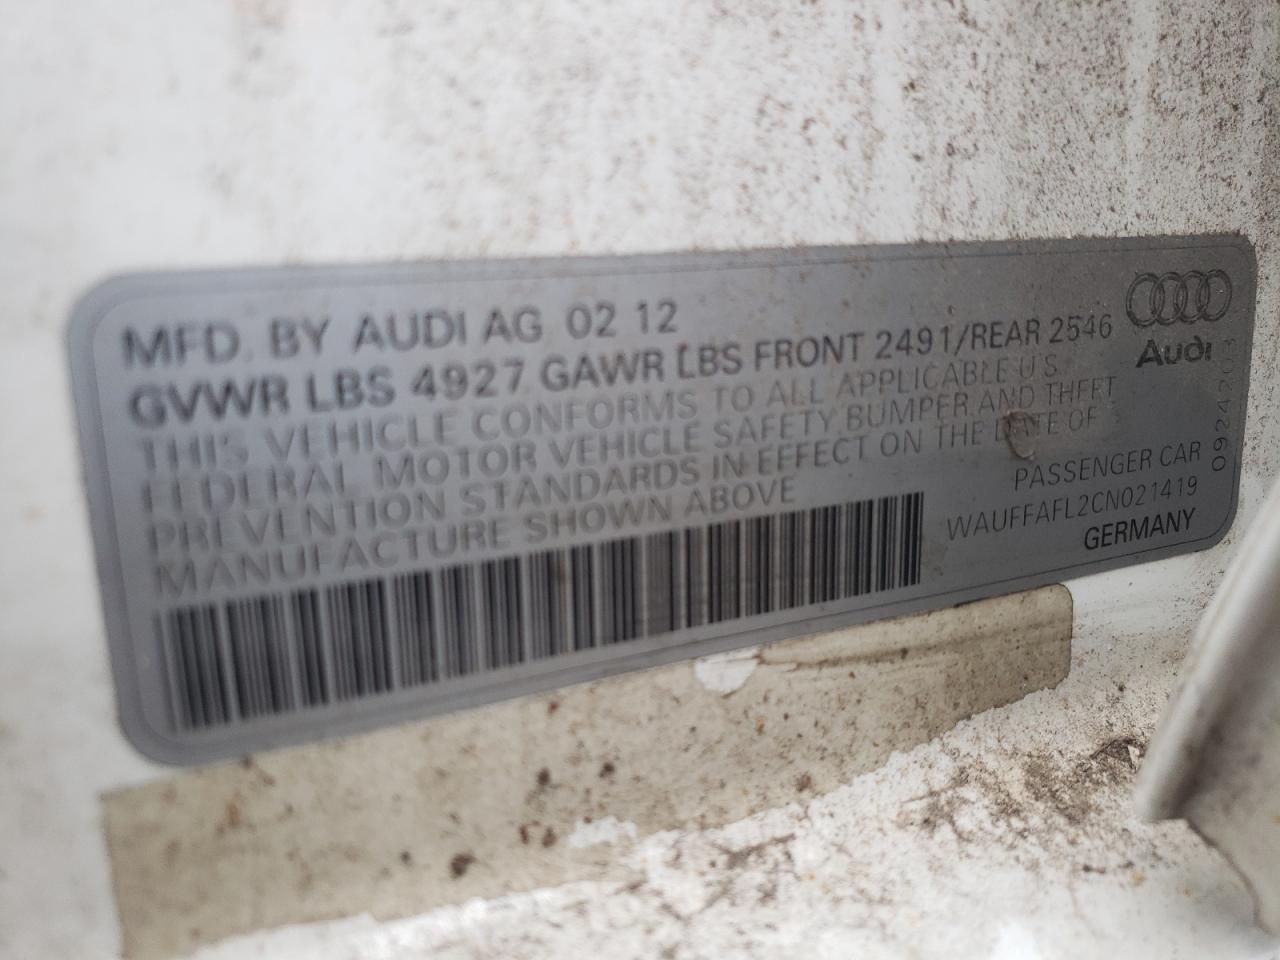 MFD. BY AUDI AG 02 12
GVWR LBS 4927 GAWR LBS FRONT 2491/REAR 2546
THIS VEHICLE CONFORMS TO ALL APPLICABLE U.S.
FEDERAL MOTOR VEHICLE SAFETY BUMPER AND THEFT
PREVENTION STANDARDS IN EFFECT ON THE DATE OF
MANUFACTURE SHOWN ABOVE
Audi
PASSENGER CAR
WAUFFAFL2CN021419
GERMANY
0924203